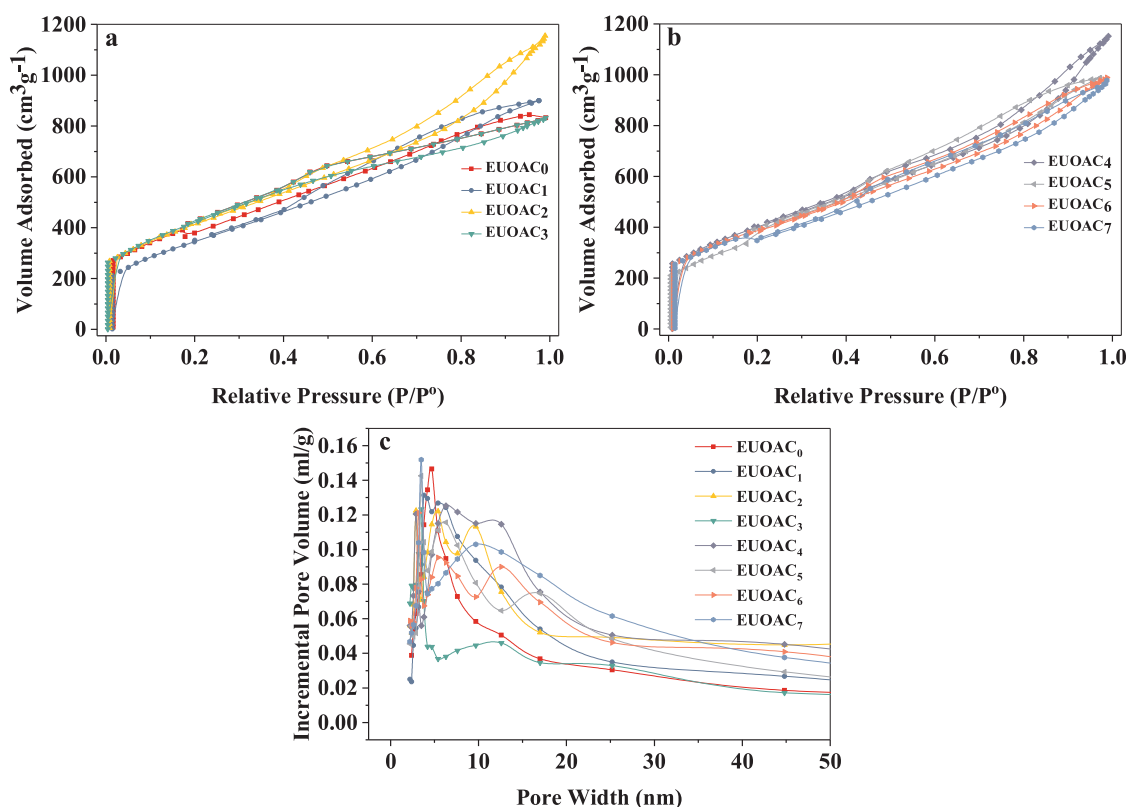 a
Volume Adsorbed (cm³g⁻¹)
1200
1000
800
600
400
200
0
EUOAC₀
EUOAC₁
EUOAC₂
EUOAC₃
0.0 0.2 0.4 0.6 0.8 1.0
Relative Pressure (P/P°)
b
Volume Adsorbed (cm³g⁻¹)
1200
1000
800
600
400
200
0
EUOAC₄
EUOAC₅
EUOAC₆
EUOAC₇
0.0 0.2 0.4 0.6 0.8 1.0
Relative Pressure (P/P°)
c
Incremental Pore Volume (ml/g)
0.16
0.14
0.12
0.10
0.08
0.06
0.04
0.02
0.00
EUOAC₀
EUOAC₁
EUOAC₂
EUOAC₃
EUOAC₄
EUOAC₅
EUOAC₆
EUOAC₇
0 10 20 30 40 50
Pore Width (nm)